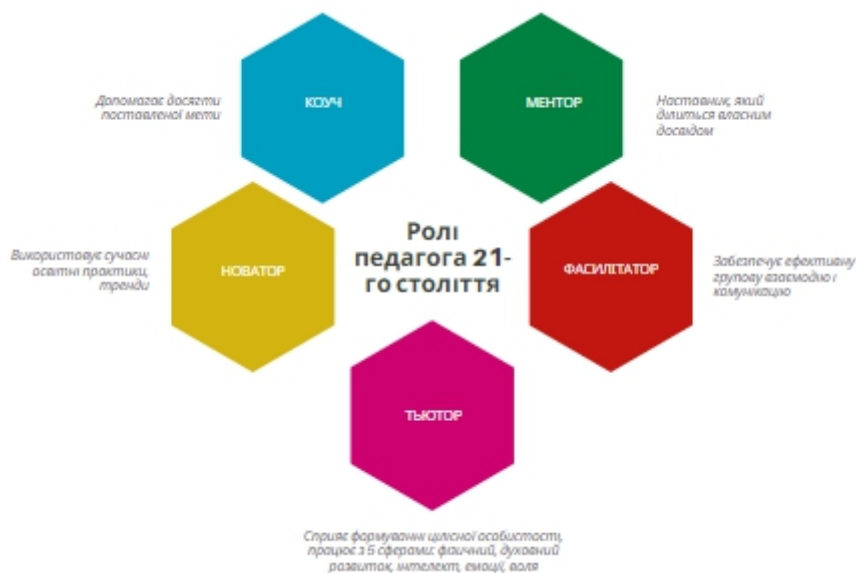 КОУЧ
Допомагає досягти
поставленої мети
МЕНТОР
Наставник, який
ділиться власним
досвідом
Ролі
педагога 21-
го століття
НОВАТОР
Використовує сучасні
освітні практики,
тренди
ФАСИЛІТАТОР
Забезпечує ефективну
групову взаємодію і
комунікацію
ТЬЮТОР
Сприяє формуванні цілісної особистості,
працює з 5 сферами: фізичний, духовний
розвиток, інтелект, емоції, воля